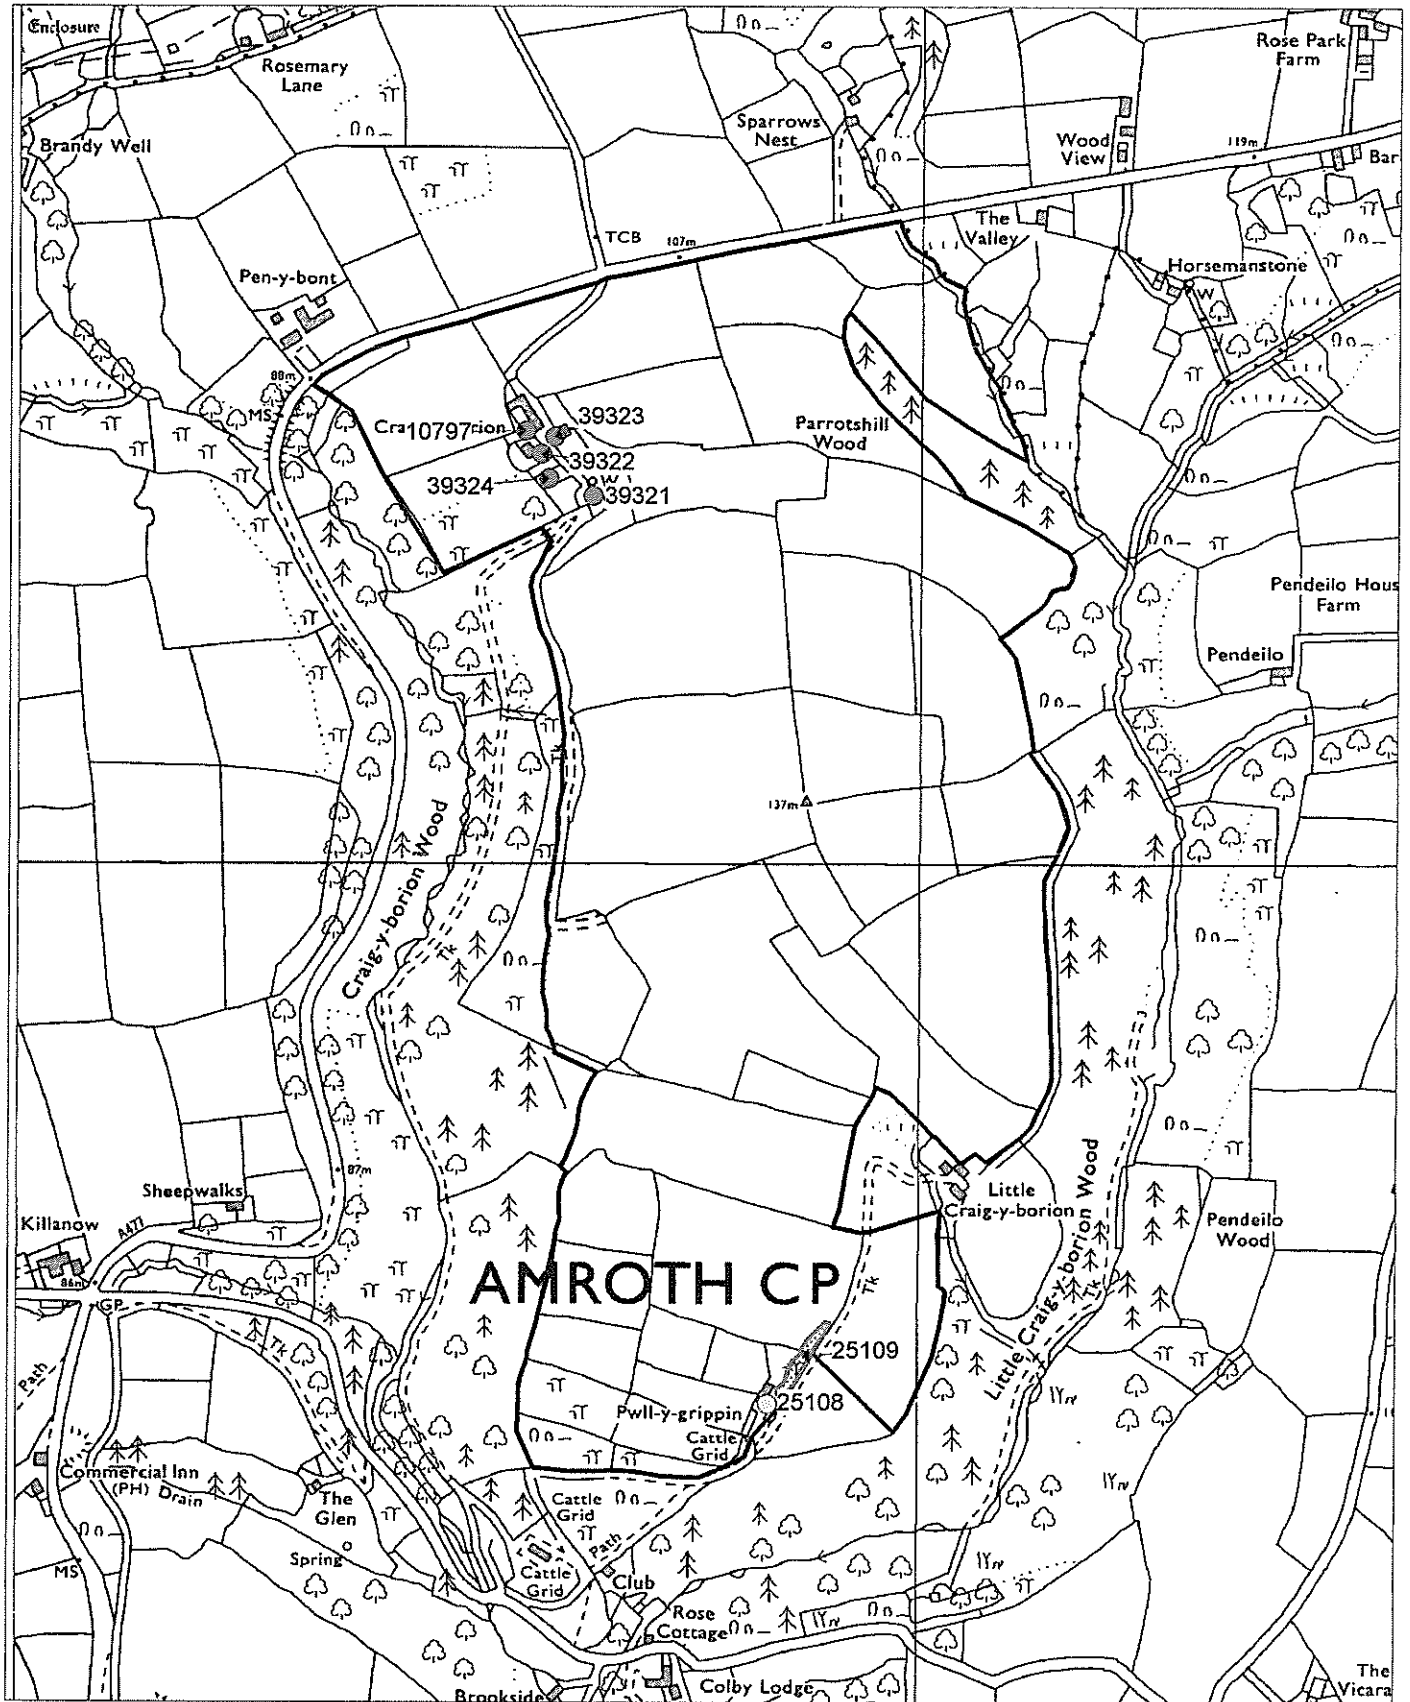 Enclosure
Rosemary
Lane
Brandy Well
Sparrows
Nest
Rose Park
Farm
Wood
View
119m
Bar
The
Valley
TCB
107m
Pen-y-bont
Horsemanstone
W
88m
MS
Cra10797rion
39323
39322
39324
W
39321
Parrotshill
Wood
Pendeilo Hous
Farm
Pendeilo
Tk
137m
Craig-y-borion Wood
Tk
87m
Sheepwalks
Killanow
A477
86m
GP
Little
Craig-y-borion
Little Craig-y-borion Wood
Tk
Pendeilo
Wood
AMROTH CP
Tk
Tk
Path
25109
25108
Pwll-y-grippin
Cattle
Grid
Commercial Inn
(PH) Drain
The
Glen
Cattle
Grid
Spring
MS
Cattle
Grid
Path
Club
Rose
Cottage
Brookside
Colby Lodge
The
Vicara